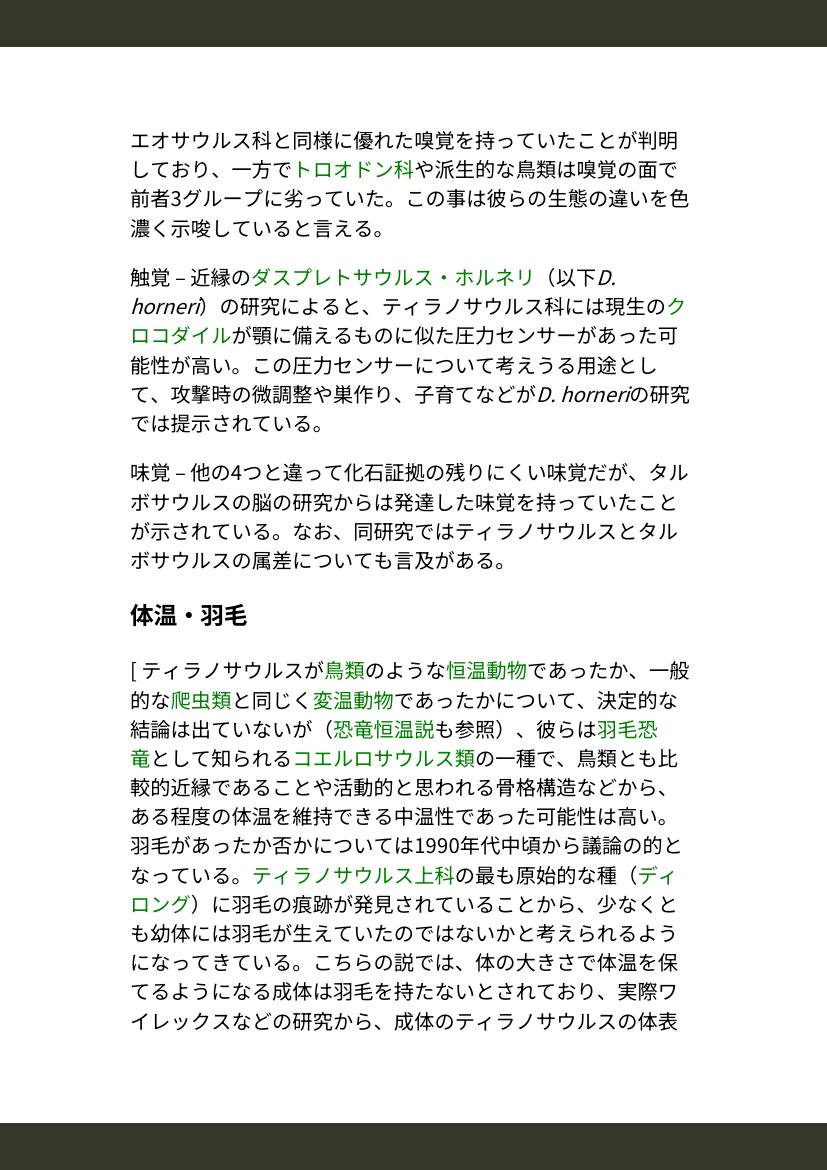 エオサウルス科と同様に優れた嗅覚を持っていたことが判明
しており、一方でトロオドン科や派生的な鳥類は嗅覚の面で
前者3グループに劣っていた。この事は彼らの生態の違いを色
濃く示唆していると言える。
触覚 – 近縁のダスプレトサウルス・ホルネリ（以下D.
horneri）の研究によると、ティラノサウルス科には現生のク
ロコダイルが顎に備えるものに似た圧力センサーがあった可
能性が高い。この圧力センサーについて考えうる用途とし
て、攻撃時の微調整や巣作り、子育てなどがD. horneriの研究
では提示されている。
味覚 – 他の4つと違って化石証拠の残りにくい味覚だが、タル
ボサウルスの脳の研究からは発達した味覚を持っていたこと
が示されている。なお、同研究ではティラノサウルスとタル
ボサウルスの属差についても言及がある。
体温・羽毛
[ ティラノサウルスが鳥類のような恒温動物であったか、一般
的な爬虫類と同じく変温動物であったかについて、決定的な
結論は出ていないが（恐竜恒温説も参照）、彼らは羽毛恐
竜として知られるコエルロサウルス類の一種で、鳥類とも比
較的近縁であることや活動的と思われる骨格構造などから、
ある程度の体温を維持できる中温性であった可能性は高い。
羽毛があったか否かについては1990年代中頃から議論の的と
なっている。ティラノサウルス上科の最も原始的な種（ディ
ロング）に羽毛の痕跡が発見されていることから、少なくと
も幼体には羽毛が生えていたのではないかと考えられるよう
になってきている。こちらの説では、体の大きさで体温を保
てるようになる成体は羽毛を持たないとされており、実際ワ
イレックスなどの研究から、成体のティラノサウルスの体表